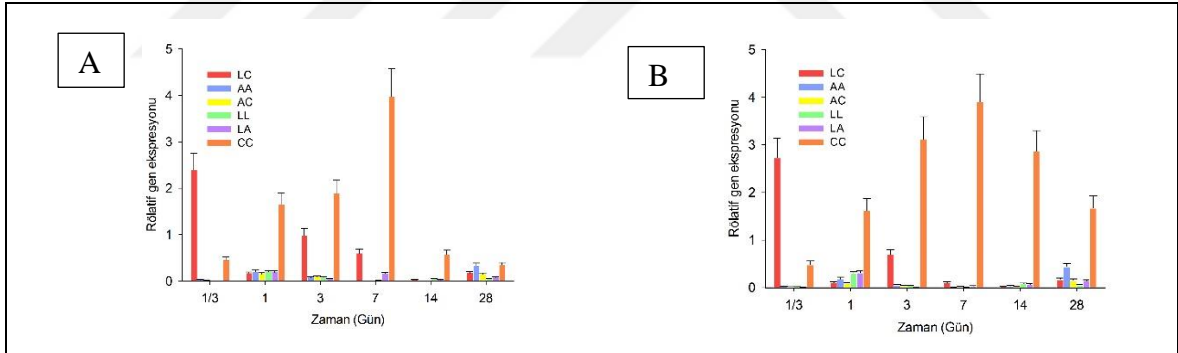 A
Rölatif gen ekspresyonu
5
4
3
2
1
0
LC
AA
AC
LL
LA
CC
1/3 1 3 7 14 28
Zaman (Gün)
B
Rölatif gen ekspresyonu
5
4
3
2
1
0
LC
AA
AC
LL
LA
CC
1/3 1 3 7 14 28
Zaman (Gün)